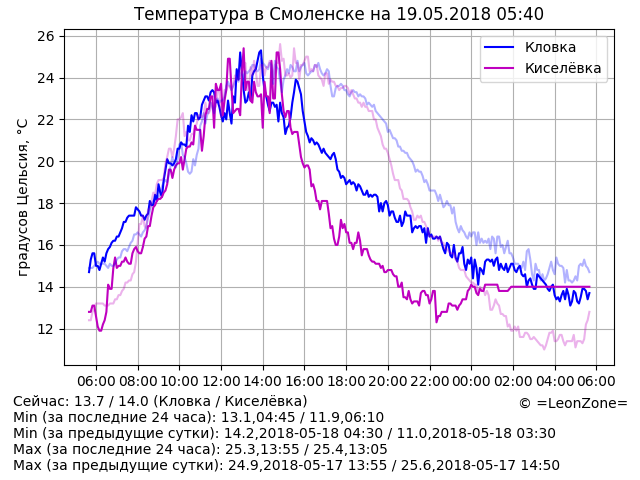 Температура в Смоленске на 19.05.2018 05:40
Кловка
Киселёвка
градусов Цельсия, °C
26
24
22
20
18
16
14
12
06:00 08:00 10:00 12:00 14:00 16:00 18:00 20:00 22:00 00:00 02:00 04:00 06:00
Сейчас: 13.7 / 14.0 (Кловка / Киселёвка)
© =LeonZone=
Min (за последние 24 часа): 13.1,04:45 / 11.9,06:10
Min (за предыдущие сутки): 14.2,2018-05-18 04:30 / 11.0,2018-05-18 03:30
Max (за последние 24 часа): 25.3,13:55 / 25.4,13:05
Max (за предыдущие сутки): 24.9,2018-05-17 13:55 / 25.6,2018-05-17 14:50